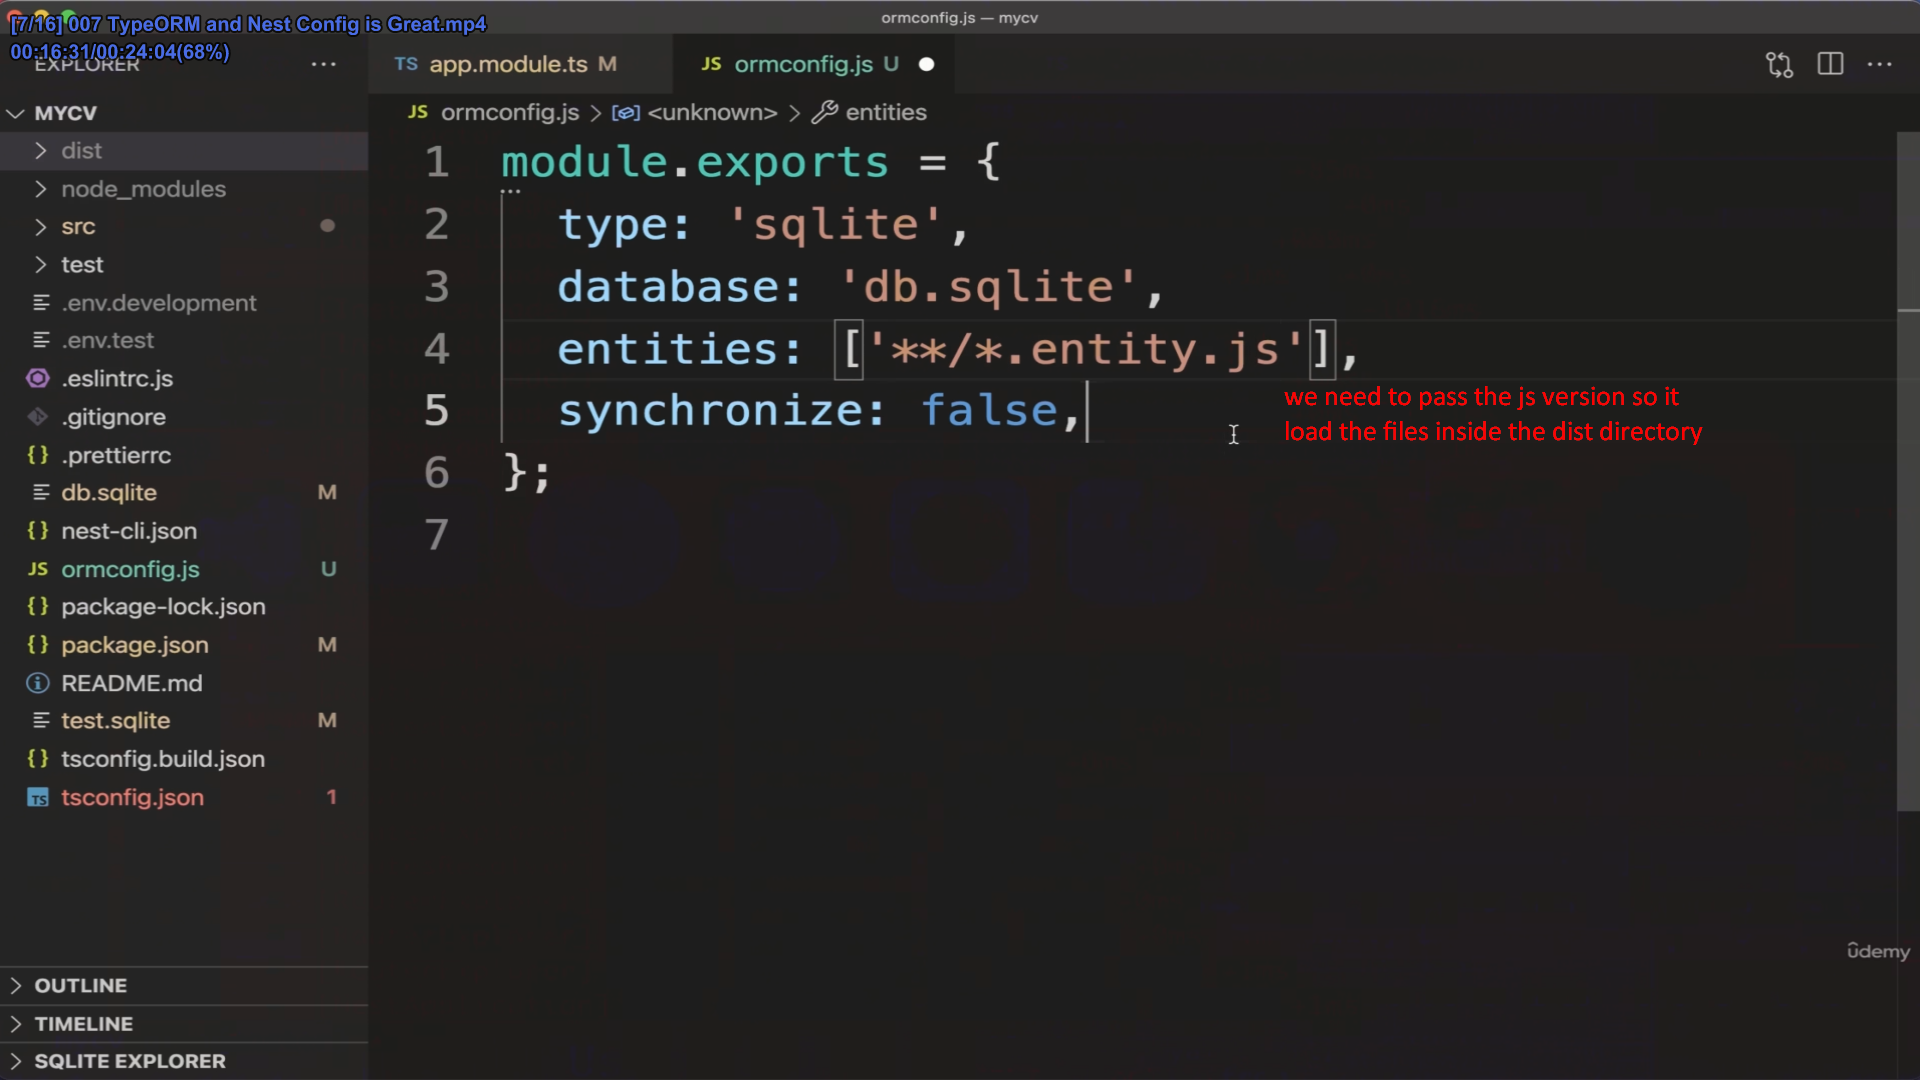 [7/16] 007 TypeORM and Nest Config is Great.mp4
00:16:31/00:24:04(68%)
ormconfig.js — mycv
EXPLORER
TS app.module.ts M
JS ormconfig.js U
JS ormconfig.js > <unknown> > entities
MYCV
dist
node_modules
src
test
.env.development
.env.test
.eslintrc.js
.gitignore
.prettierrc
db.sqlite M
nest-cli.json
JS ormconfig.js U
package-lock.json
package.json M
README.md
test.sqlite M
tsconfig.build.json
TS tsconfig.json 1
OUTLINE
TIMELINE
SQLITE EXPLORER
1 module.exports = {
2 type: 'sqlite',
3 database: 'db.sqlite',
4 entities: ['**/*.entity.js'],
5 synchronize: false,
6 };
7
we need to pass the js version so it
load the files inside the dist directory
ûdemy